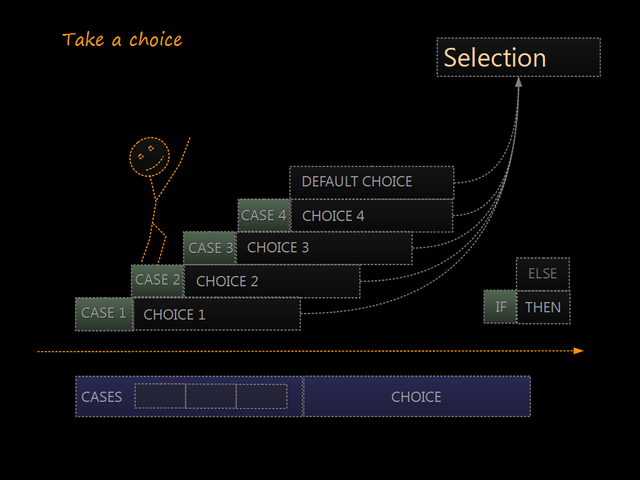 Take a choice
Selection
DEFAULT CHOICE
CASE 4 CHOICE 4
CASE 3 CHOICE 3
CASE 2 CHOICE 2
CASE 1 CHOICE 1
ELSE
IF THEN
CASES CHOICE